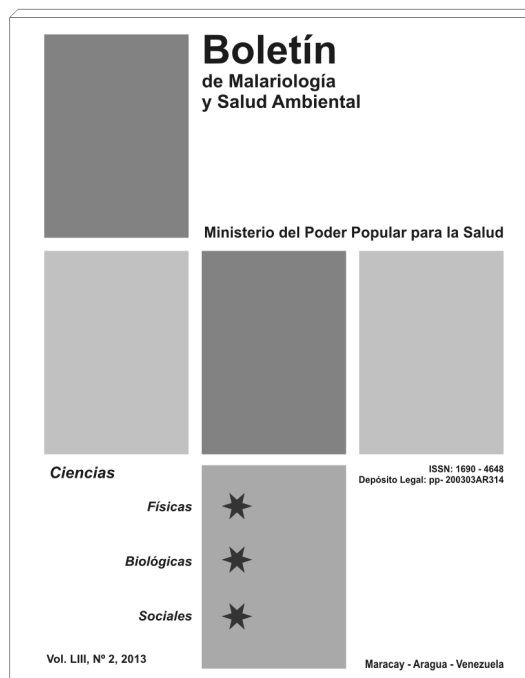 Boletín
de Malariología
y Salud Ambiental
Ministerio del Poder Popular para la Salud
Ciencias
ISSN: 1690 - 4648
Depósito Legal: pp- 200303AR314
Físicas
Biológicas
Sociales
Vol. LIII, Nº 2, 2013
Maracay - Aragua - Venezuela